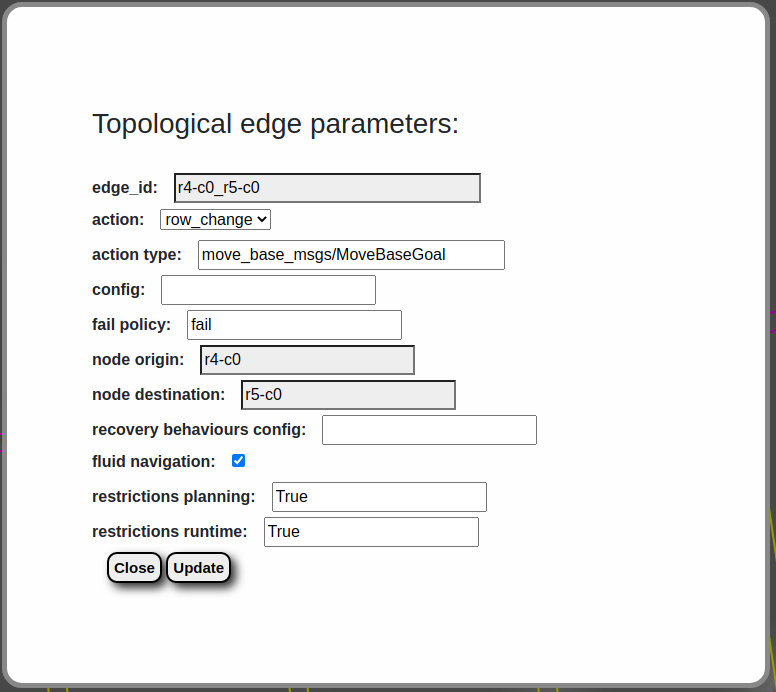 Topological edge parameters:
edge_id: r4-c0_r5-c0
action: row_change
action type: move_base_msgs/MoveBaseGoal
config:
fail policy: fail
node origin: r4-c0
node destination: r5-c0
recovery behaviours config:
fluid navigation:
restrictions planning: True
restrictions runtime: True
Close Update